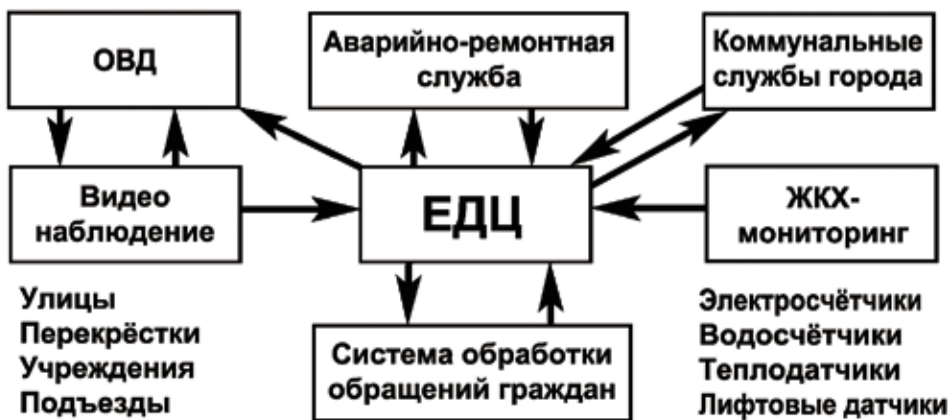 ОВД
Аварийно-ремонтная
служба
Коммунальные
службы города
Видео
наблюдение
ЕДЦ
ЖКХ-
мониторинг
Улицы
Перекрёстки
Учреждения
Подъезды
Система обработки
обращений граждан
Электросчётчики
Водосчётчики
Теплодатчики
Лифтовые датчики